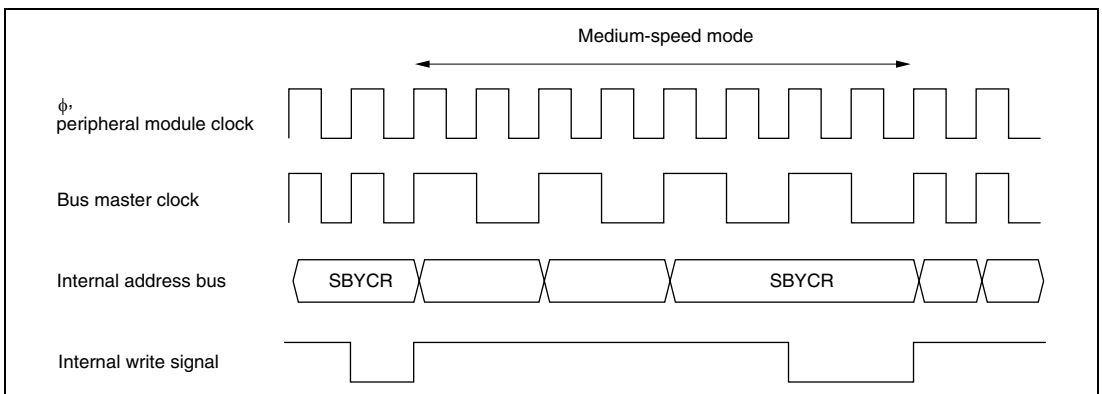 Medium-speed mode
ϕ,
peripheral module clock
Bus master clock
Internal address bus
SBYCR
SBYCR
Internal write signal